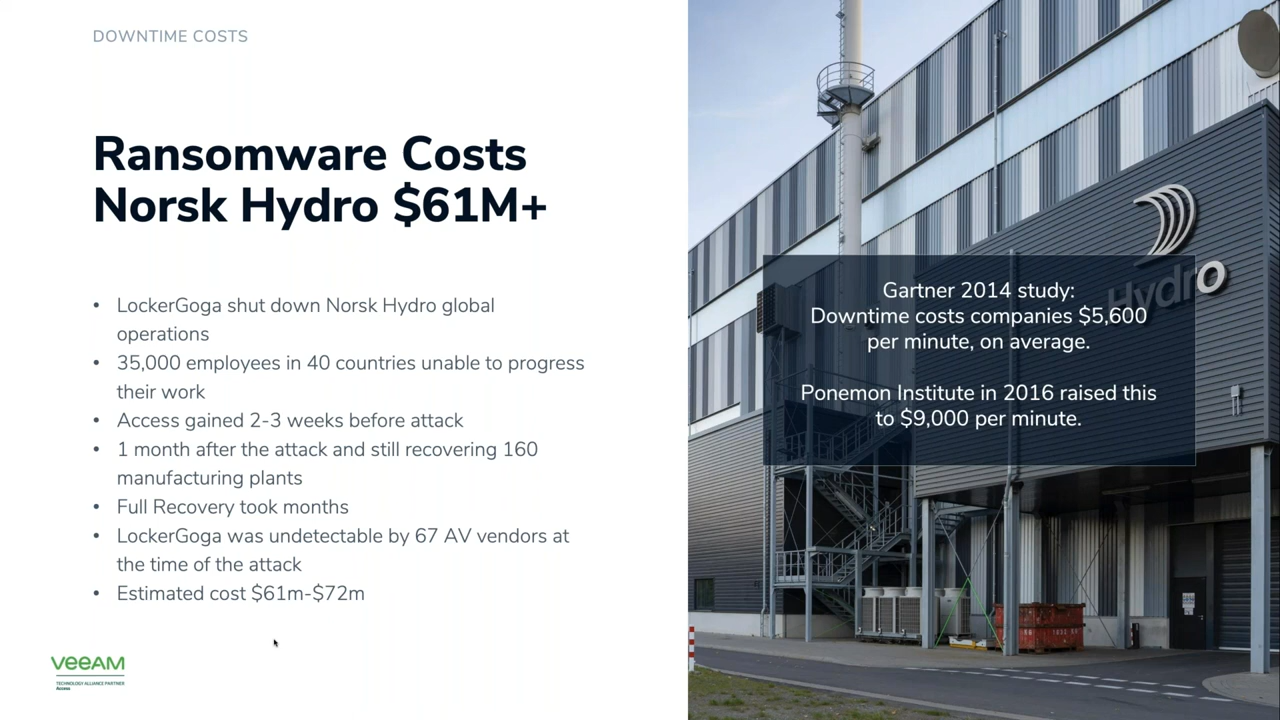 DOWNTIME COSTS
Ransomware Costs
Norsk Hydro $61M+
• LockerGoga shut down Norsk Hydro global
operations
• 35,000 employees in 40 countries unable to progress
their work
• Access gained 2-3 weeks before attack
• 1 month after the attack and still recovering 160
manufacturing plants
• Full Recovery took months
• LockerGoga was undetectable by 67 AV vendors at
the time of the attack
• Estimated cost $61m-$72m
veeAM
TECHNOLOGY ALLIANCE PARTNER
Access
Hydro
Gartner 2014 study:
Downtime costs companies $5,600
per minute, on average.
Ponemon Institute in 2016 raised this
to $9,000 per minute.